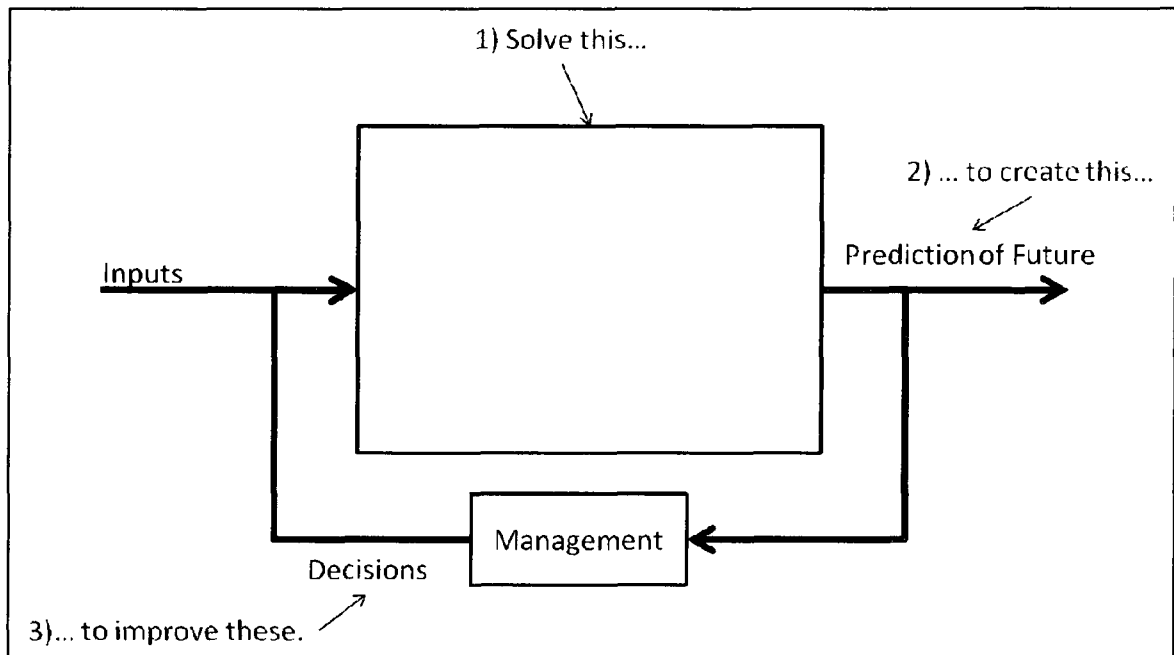 1) Solve this...
2) ... to create this...
Prediction of Future
Inputs
Management
Decisions
3)... to improve these.